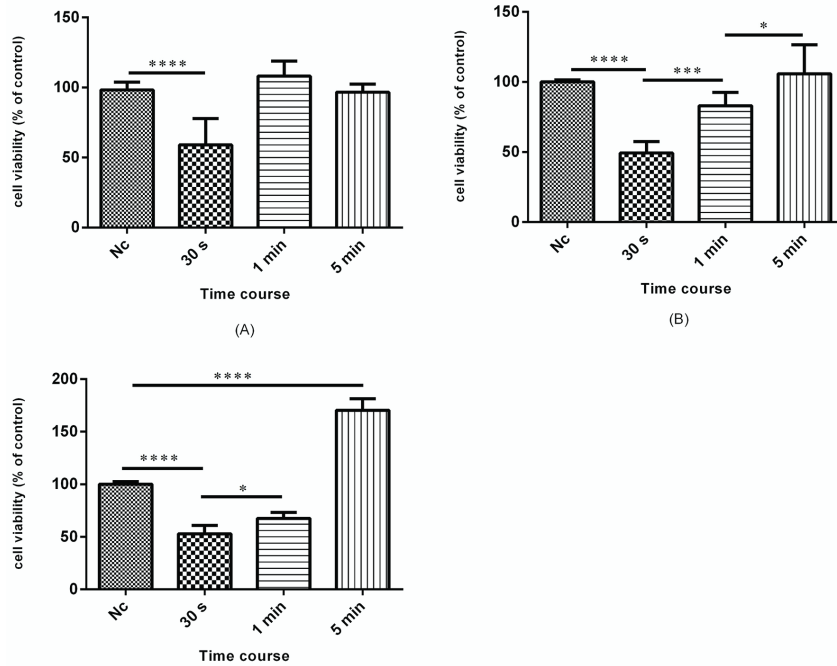 150
100
50
0
cell viability (% of control)
****
Nc
30 s
1 min
5 min
Time course
(A)
150
100
50
0
cell viability (% of control)
****
***
*
Nc
30 s
1 min
5 min
Time course
(B)
200
150
100
50
0
cell viability (% of control)
****
****
*
Nc
30 s
1 min
5 min
Time course